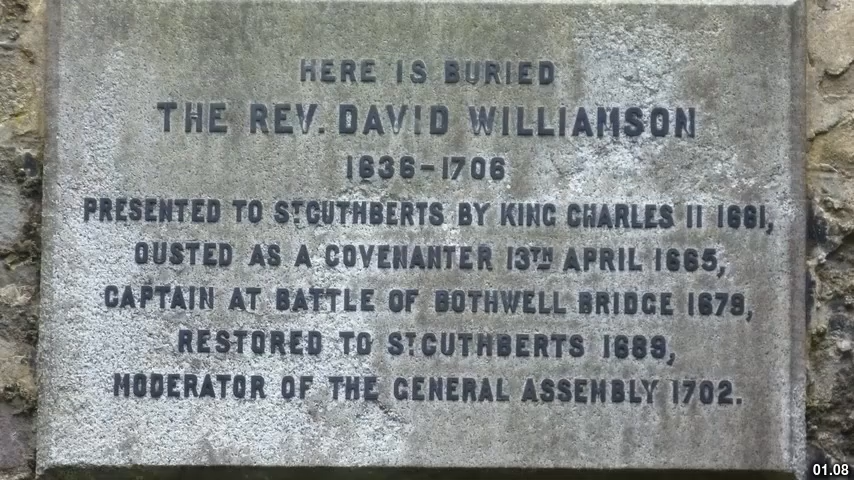 HERE IS BURIED
THE REV. DAVID WILLIAMSON
1636-1706
PRESENTED TO ST CUTHBERTS BY KING CHARLES II 1661,
OUSTED AS A COVENANTER 13TH APRIL 1665,
CAPTAIN AT BATTLE OF BOTHWELL BRIDGE 1679,
RESTORED TO ST CUTHBERTS 1689,
MODERATOR OF THE GENERAL ASSEMBLY 1702.
01.08